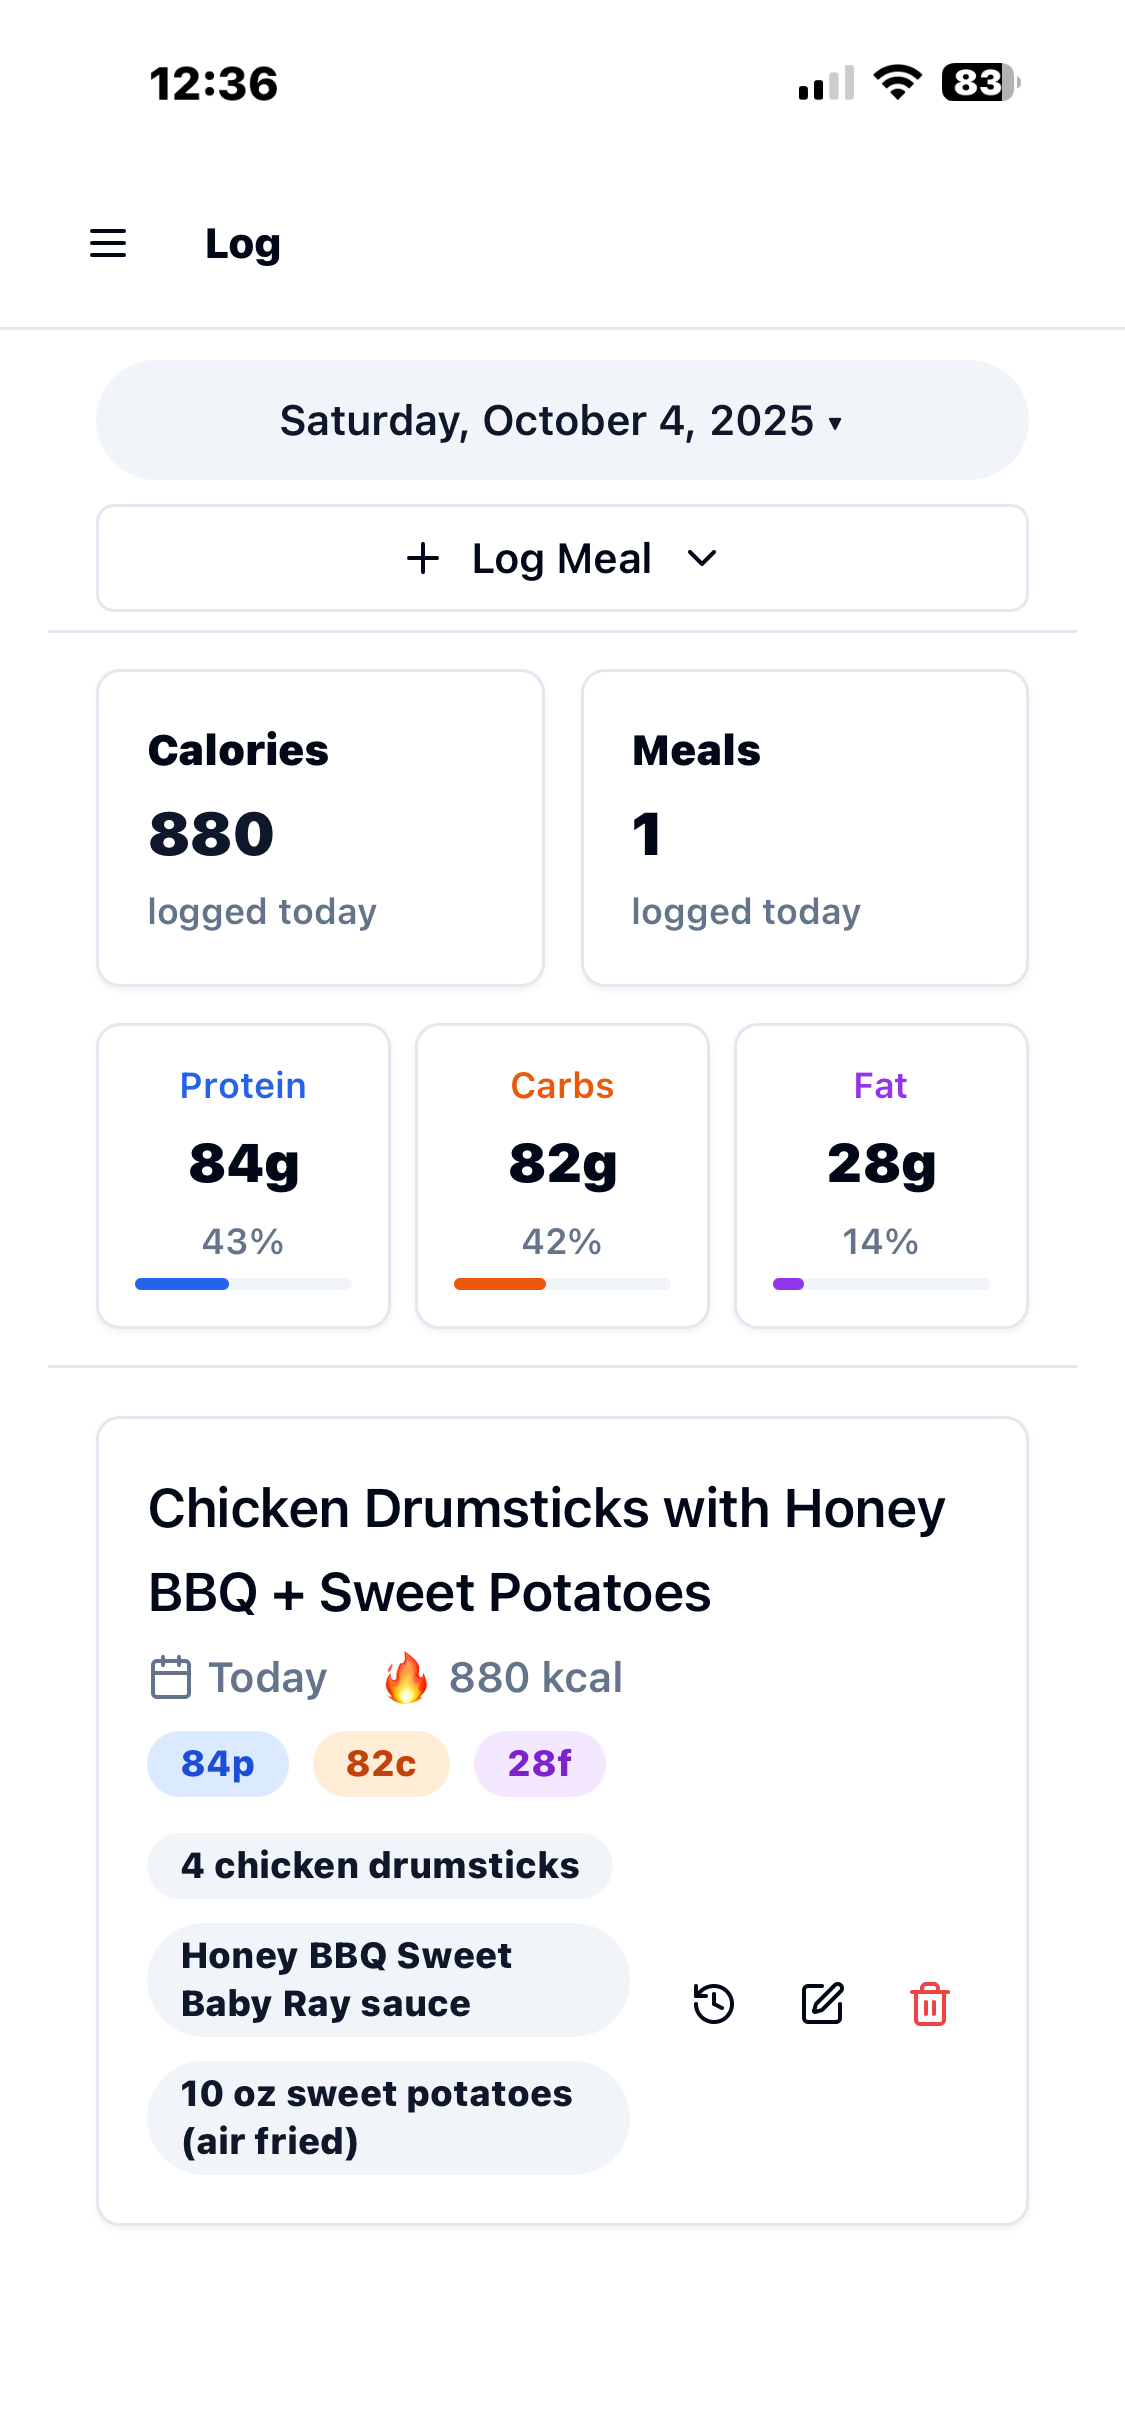 12:36
83
Log
Saturday, October 4, 2025 ▾
+ Log Meal
Calories
880
logged today
Meals
1
logged today
Protein
84g
43%
Carbs
82g
42%
Fat
28g
14%
Chicken Drumsticks with Honey
BBQ + Sweet Potatoes
Today 🔥 880 kcal
84p 82c 28f
4 chicken drumsticks
Honey BBQ Sweet
Baby Ray sauce
10 oz sweet potatoes
(air fried)